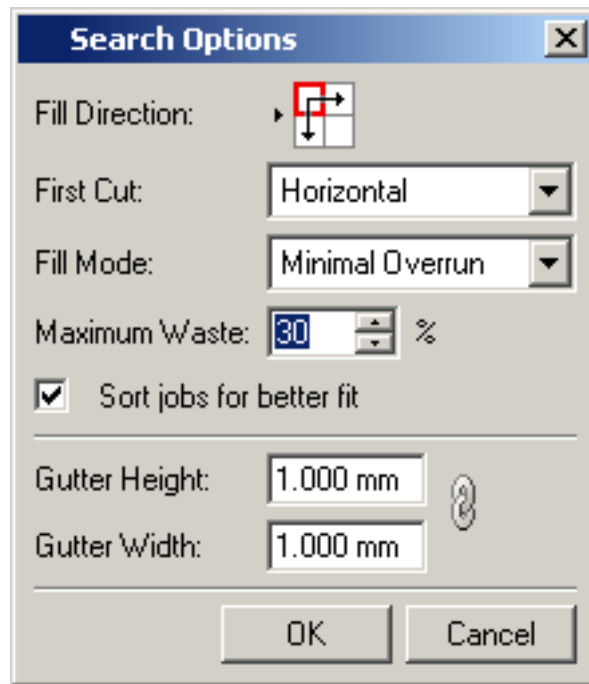 Search Options
Fill Direction:
First Cut: Horizontal
Fill Mode: Minimal Overrun
Maximum Waste: 30 %
Sort jobs for better fit
Gutter Height: 1.000 mm
Gutter Width: 1.000 mm
OK Cancel